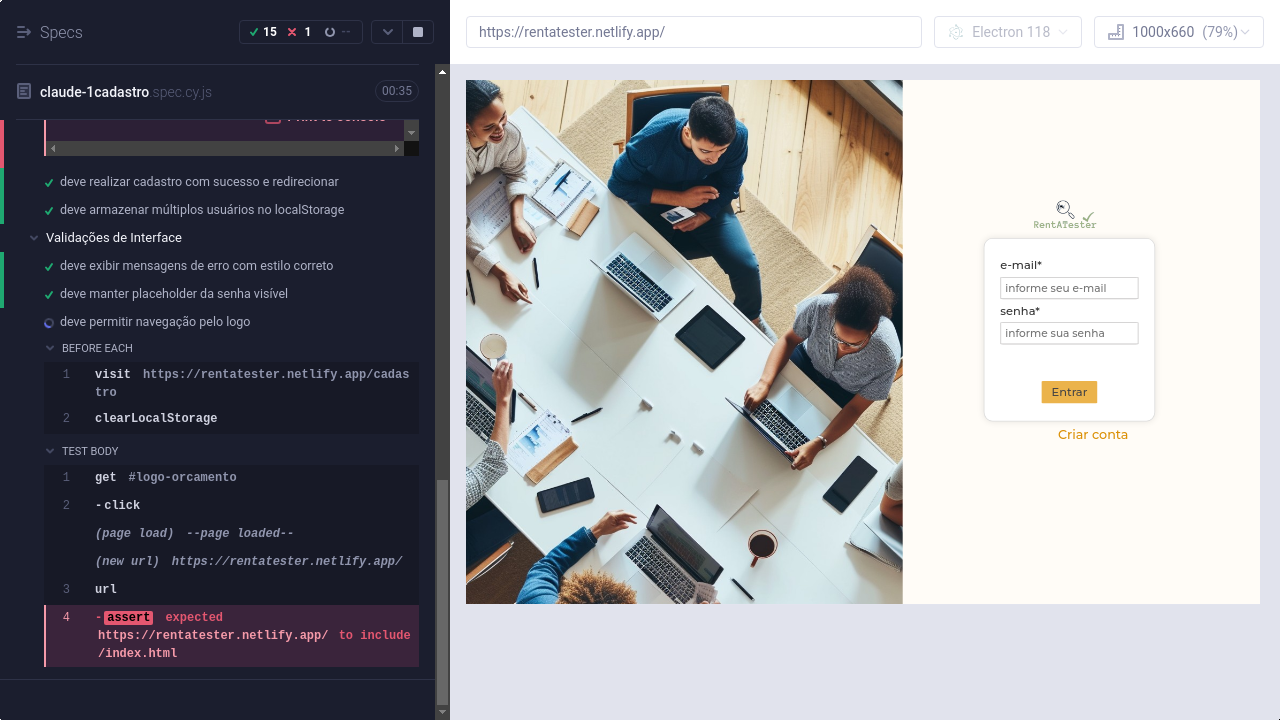 Specs
15
1
--
claude-1cadastro.spec.cy.js
00:35
deve realizar cadastro com sucesso e redirecionar
deve armazenar múltiplos usuários no localStorage
Validações de Interface
deve exibir mensagens de erro com estilo correto
deve manter placeholder da senha visível
deve permitir navegação pelo logo
BEFORE EACH
1 visit https://rentatester.netlify.app/cadas
tro
2 clearLocalStorage
TEST BODY
1 get #logo-orcamento
2 -click
(page load) --page loaded--
(new url) https://rentatester.netlify.app/
3 url
4 -assert expected
https://rentatester.netlify.app/ to include
/index.html
https://rentatester.netlify.app/
Electron 118
1000x660 (79%)
RentATester
e-mail*
informe seu e-mail
senha*
informe sua senha
Entrar
Criar conta